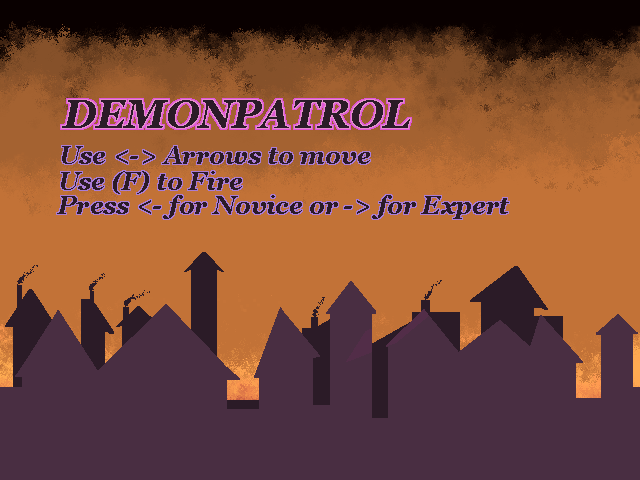 DEMONPATROL
Use <-> Arrows to move
Use (F) to Fire
Press <- for Novice or -> for Expert